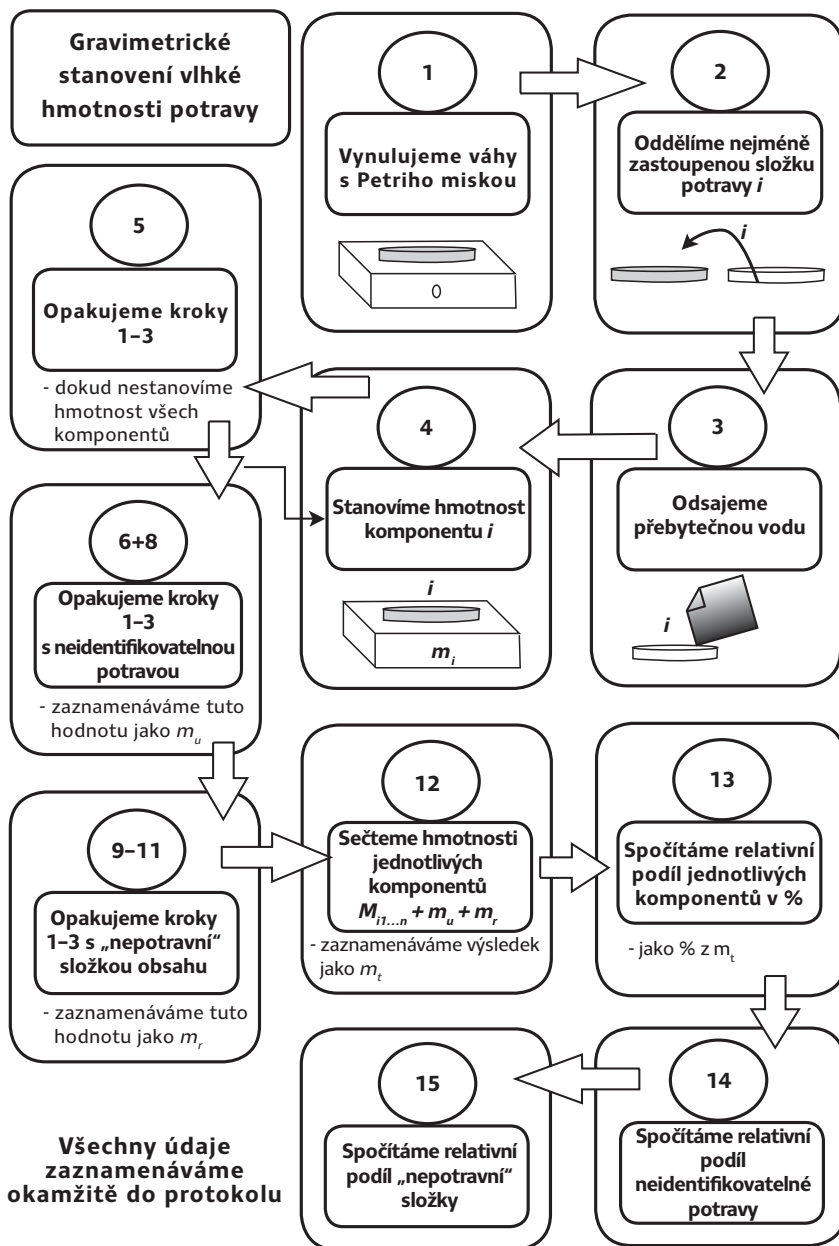 Gravimetrické
stanovení vlhké
hmotnosti potravy
1
Vynulujeme váhy
s Petriho miskou
0
2
Oddělíme nejméně
zastoupenou složku
potravy i
i
3
Odsajeme
přebytečnou vodu
i
4
Stanovíme hmotnost
komponentu i
i
mi
5
Opakujeme kroky
1–3
- dokud nestanovíme
hmotnost všech
komponentů
6+8
Opakujeme kroky
1–3
s neidentifikovatelnou
potravou
- zaznamenáváme tuto
hodnotu jako mu
9–11
Opakujeme kroky
1–3 s „nepotravní“
složkou obsahu
- zaznamenáváme tuto
hodnotu jako mr
12
Sečteme hmotnosti
jednotlivých
komponentů
Mi1...n + mu + mr
- zaznamenáváme výsledek
jako mt
13
Spočítáme relativní
podíl jednotlivých
komponentů v %
- jako % z mt
14
Spočítáme relativní
podíl
neidentifikovatelné
potravy
15
Spočítáme relativní
podíl „nepotravní“
složky
Všechny údaje
zaznamenáváme
okamžitě do protokolu